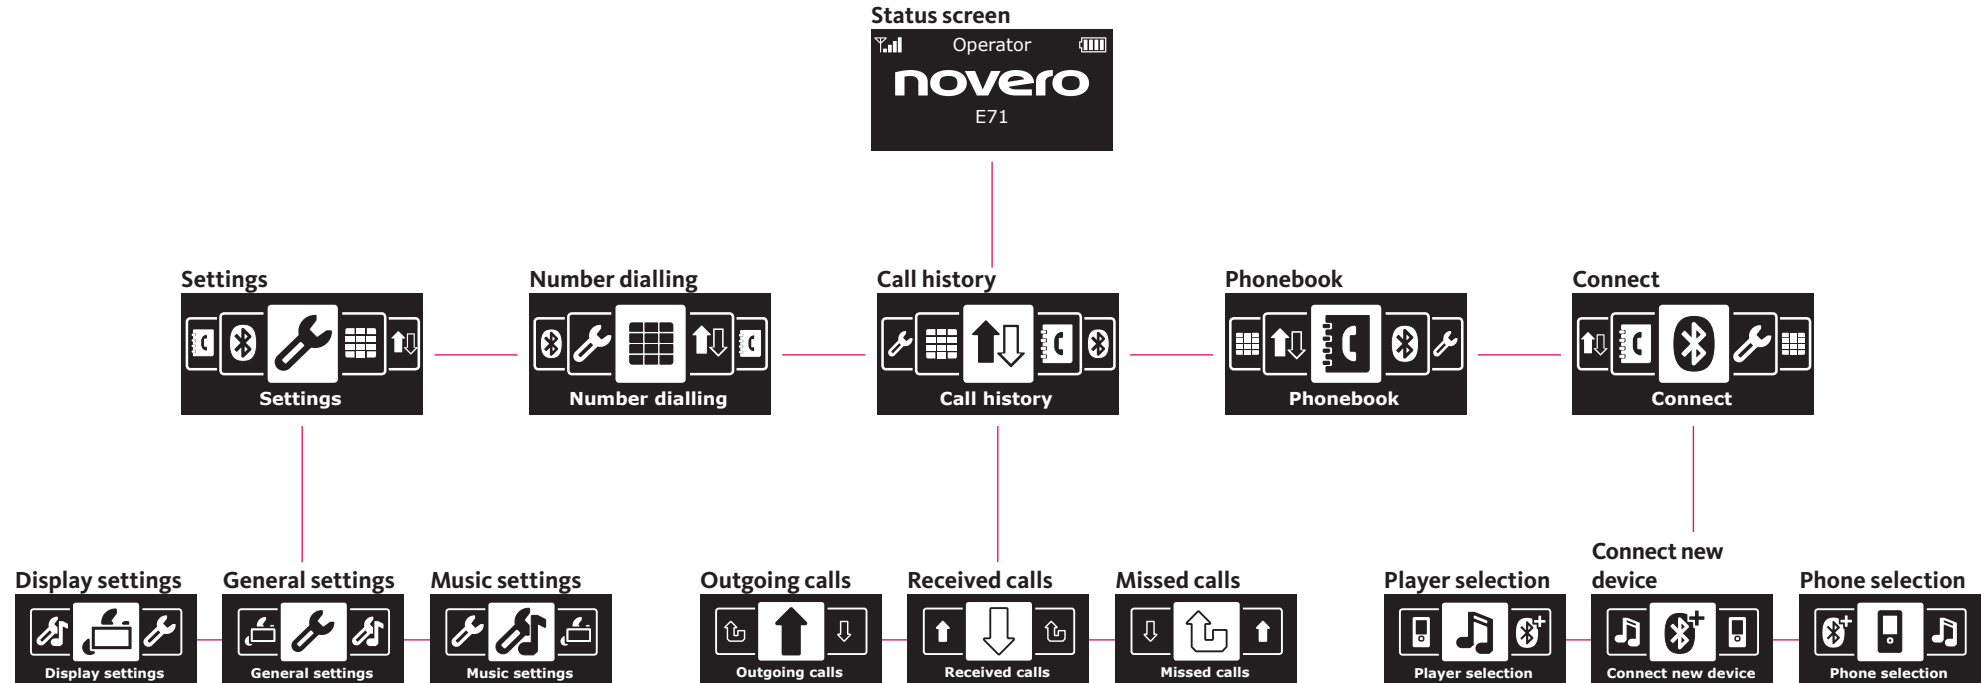 Status screen
Operator
novero
E71
Settings
Number dialling
Call history
Phonebook
Connect
Settings
Number dialling
Call history
Phonebook
Connect
Display settings
General settings
Music settings
Outgoing calls
Received calls
Missed calls
Player selection
Connect new
device
Phone selection
Display settings
General settings
Music settings
Outgoing calls
Received calls
Missed calls
Player selection
Connect new device
Phone selection